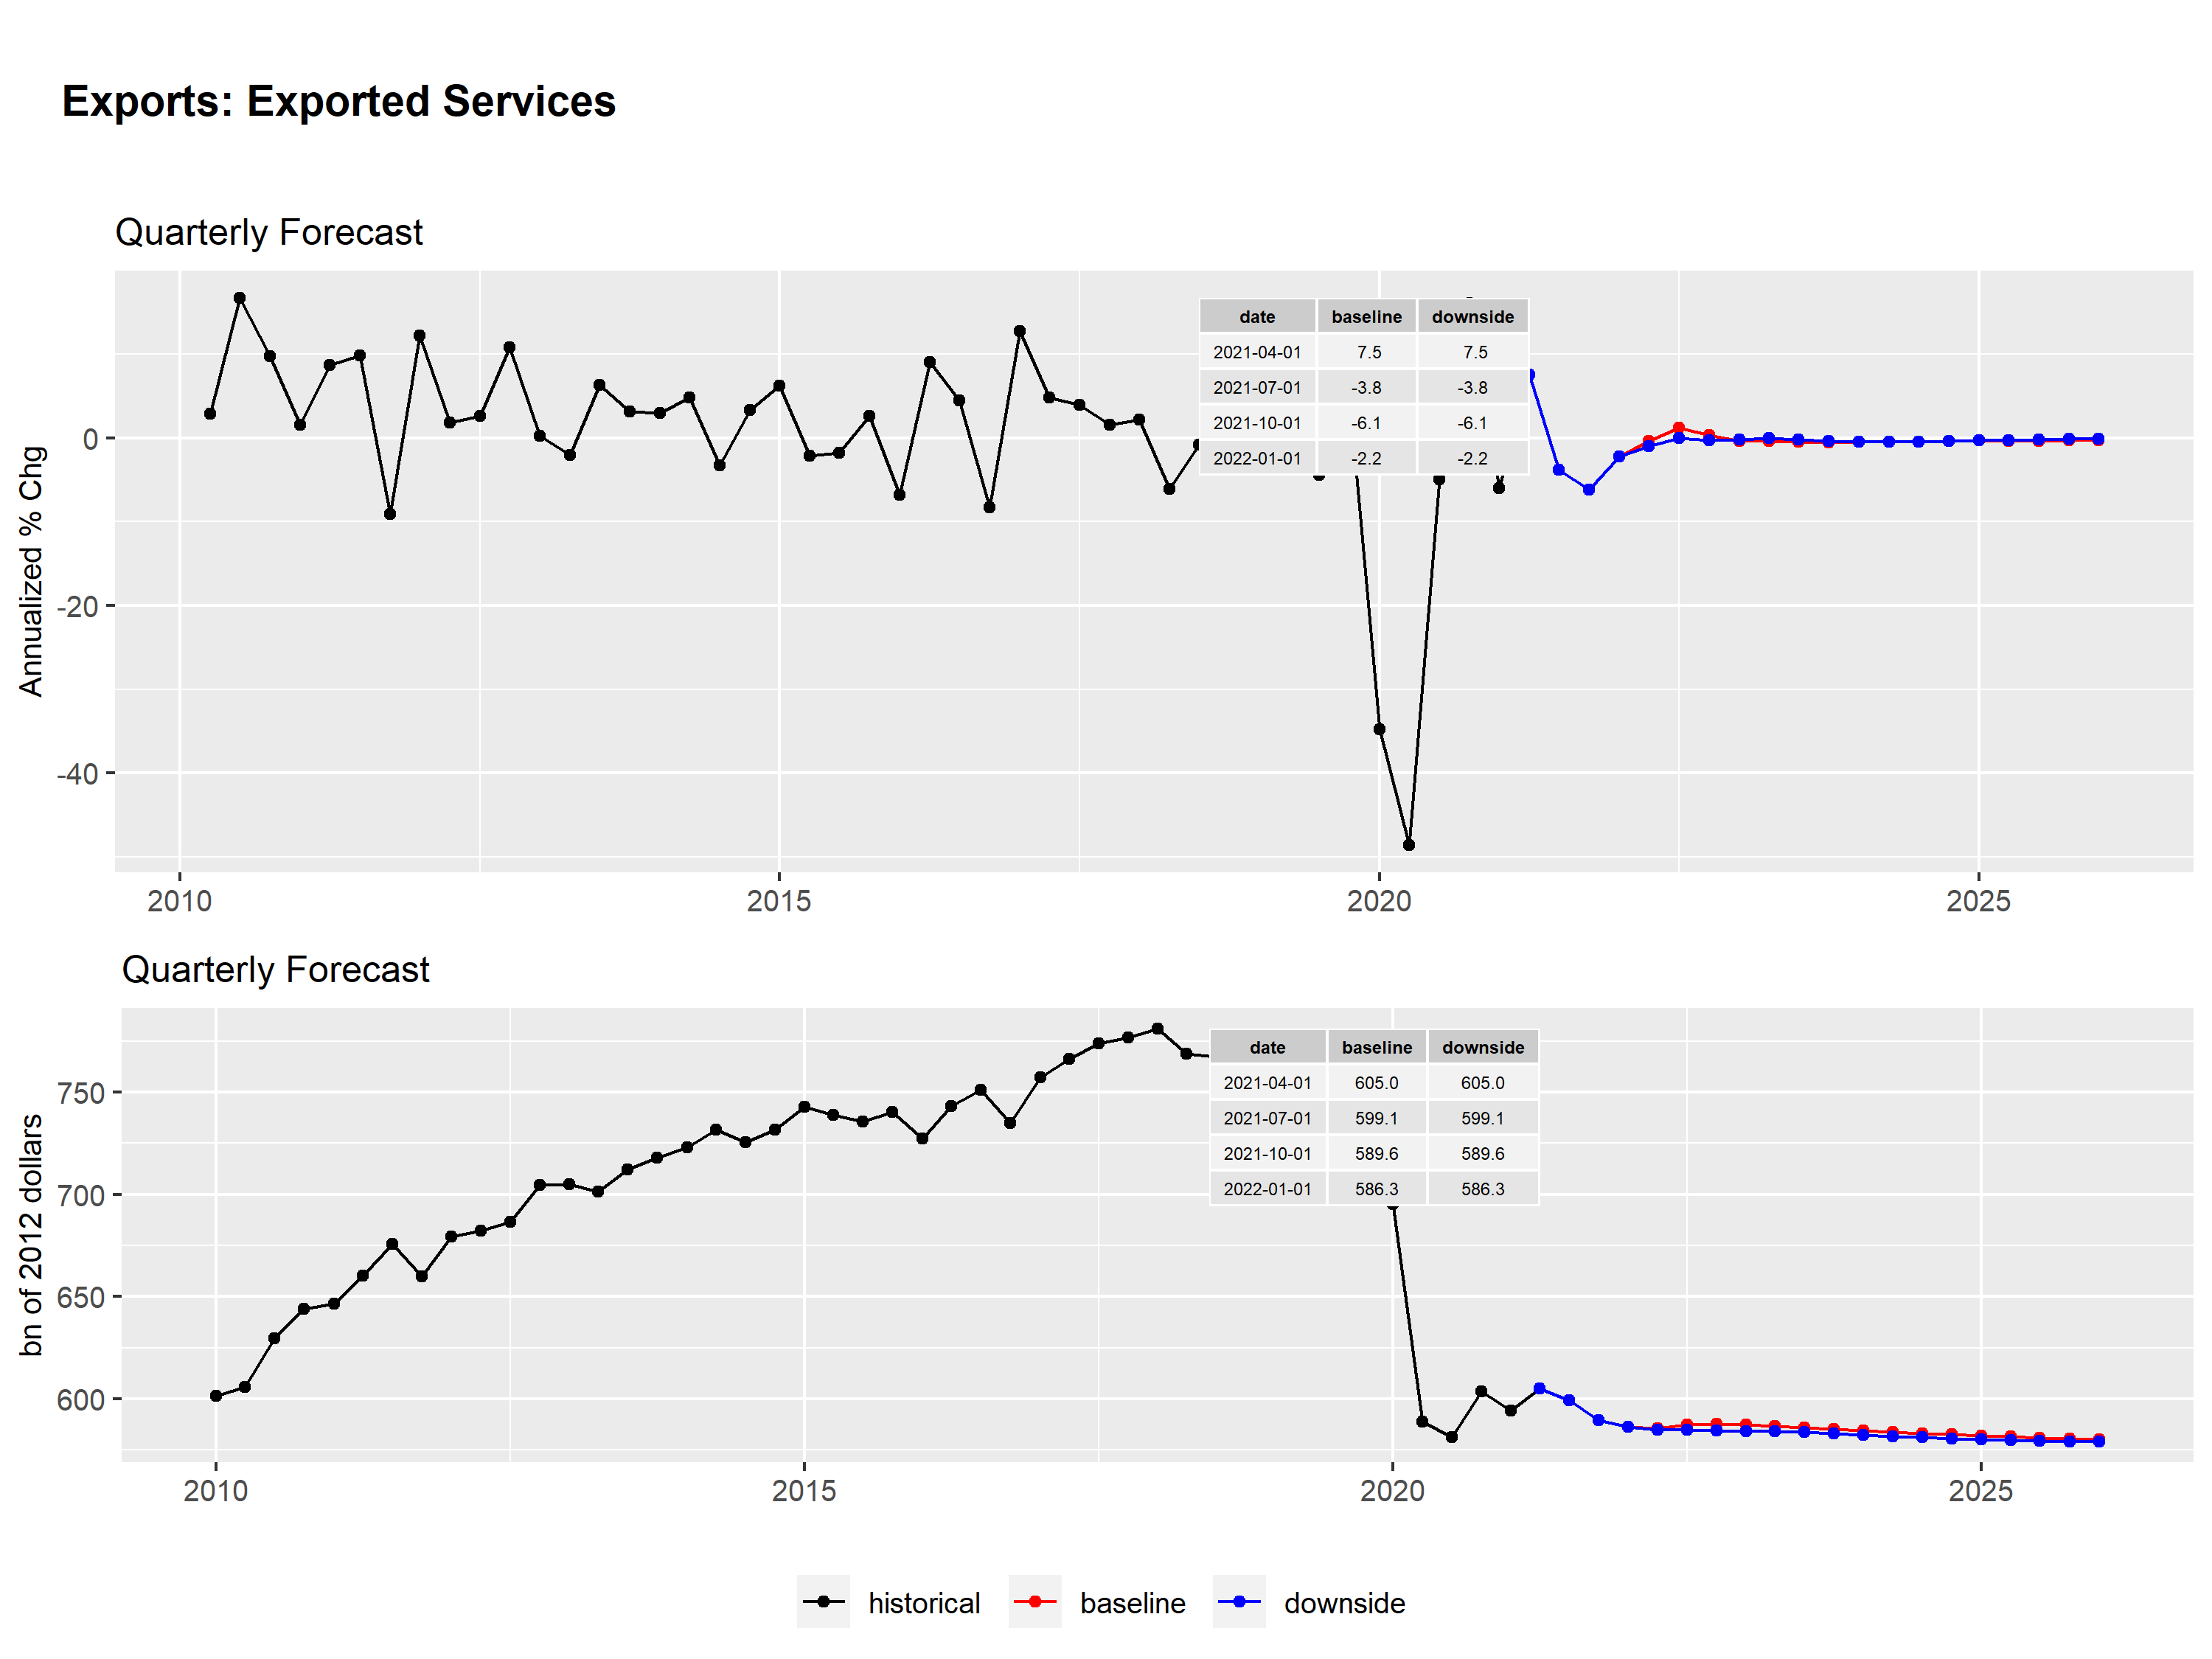 Exports: Exported Services
Quarterly Forecast
Annualized % Chg
0
-20
-40
date baseline downside
2021-04-01 7.5 7.5
2021-07-01 -3.8 -3.8
2021-10-01 -6.1 -6.1
2022-01-01 -2.2 -2.2
2010 2015 2020 2025
Quarterly Forecast
bn of 2012 dollars
750
700
650
600
date baseline downside
2021-04-01 605.0 605.0
2021-07-01 599.1 599.1
2021-10-01 589.6 589.6
2022-01-01 586.3 586.3
2010 2015 2020 2025
historical baseline downside